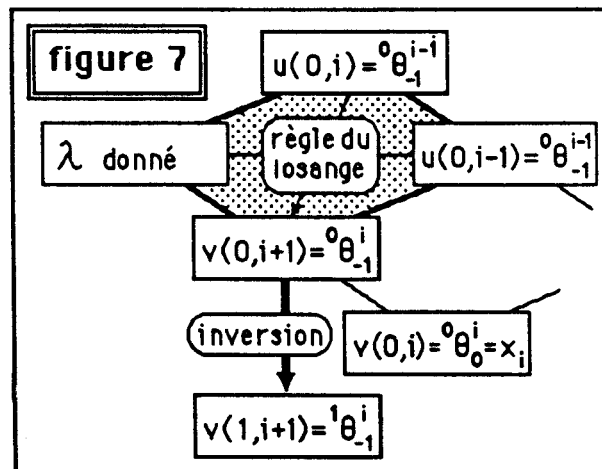 figure 7
u(0,i)=⁰θ₋₁ⁱ⁻ⁱ
λ donné
règle du
losange
u(0,i-1)=⁰θ₋₁ⁱ⁻¹
v(0,i+1)=⁰θ₋₁ⁱ
inversion
v(0,i)=⁰θ₀ⁱ=xᵢ
v(1,i+1)=¹θ₋₁ⁱ